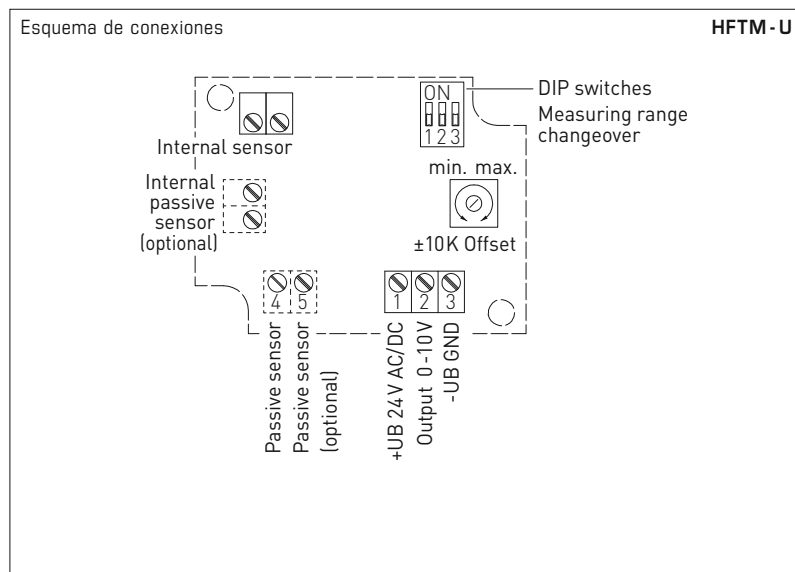 Esquema de conexiones
HFTM-U
ON
1 2 3
DIP switches
Measuring range
changeover
Internal sensor
min. max.
Internal
passive
sensor
(optional)
±10K Offset
4 5
1 2 3
Passive sensor
Passive sensor
(optional)
+UB 24V AC/DC
Output 0-10V
-UB GND